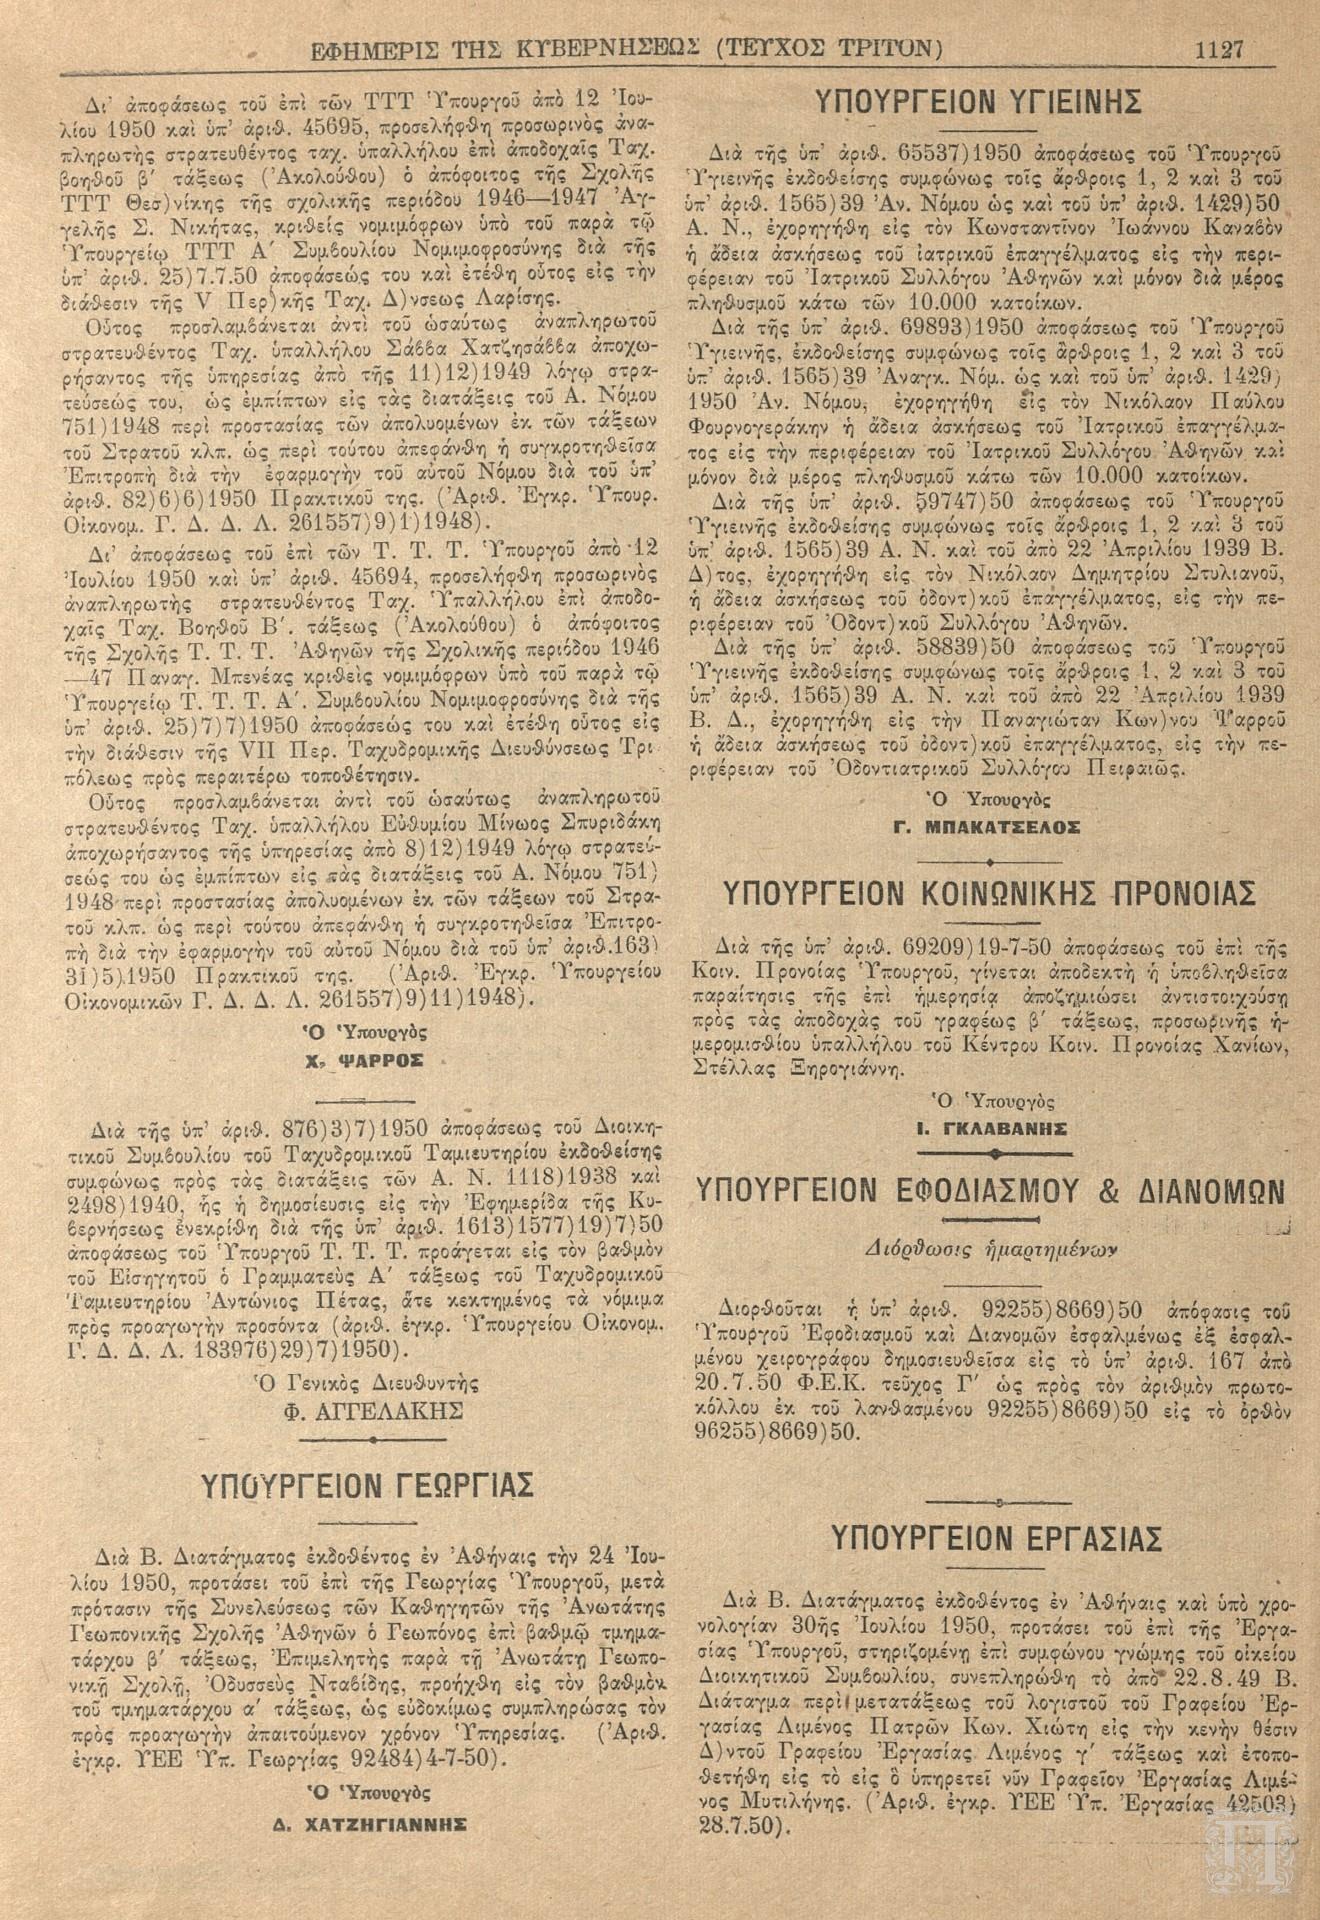 ΕΦΗΜΕΡΙΣ ΤΗΣ ΚΥΒΕΡΝΗΣΕΩΣ (ΤΕΥΧΟΣ ΤΡΙΤΟΝ) 1127
Δι' ἀποφάσεως τοῦ ἐπὶ τῶν ΤΤΤ Ὑπουργοῦ ἀπὸ 12 Ἰου-
λίου 1950 καὶ ὑπ' ἀριθ. 45695, προσελήφθη προσωρινὸς ἀνα-
πληρωτὴς στρατευθέντος ταχ. ὑπαλλήλου ἐπὶ ἀποδοχαῖς Ταχ.
βοηθοῦ β' τάξεως (Ἀκολούθου) ὁ ἀπόφοιτος τῆς Σχολῆς
ΤΤΤ Θεσ)νίκης τῆς σχολικῆς περιόδου 1946—1947 Ἀγ-
γελῆς Σ. Νικήτας, κριθεὶς νομιμόφρων ὑπὸ τοῦ παρὰ τῷ
Ὑπουργείῳ ΤΤΤ Α' Συμβουλίου Νομιμοφροσύνης διὰ τῆς
ὑπ' ἀριθ. 25)7.7.50 ἀποφάσεώς του καὶ ἐτέθη οὗτος εἰς τὴν
διάθεσιν τῆς V Περ)κῆς Ταχ. Δ)νσεως Λαρίσης.
Οὗτος προσλαμβάνεται ἀντὶ τοῦ ὡσαύτως ἀναπληρωτοῦ
στρατευθέντος Ταχ. ὑπαλλήλου Σάββα Χατζησάββα ἀποχω-
ρήσαντος τῆς ὑπηρεσίας ἀπὸ τῆς 11)12)1949 λόγῳ στρα-
τεύσεώς του, ὡς ἐμπίπτων εἰς τὰς διατάξεις τοῦ Α. Νόμου
751)1948 περὶ προστασίας τῶν ἀπολυομένων ἐκ τῶν τάξεων
τοῦ Στρατοῦ κλπ. ὡς περὶ τούτου ἀπεφάνθη ἡ συγκροτηθεῖσα
Ἐπιτροπὴ διὰ τὴν ἐφαρμογὴν τοῦ αὐτοῦ Νόμου διὰ τοῦ ὑπ'
ἀριθ. 82)6)6)1950 Πρακτικοῦ της. (Ἀριθ. Ἐγκρ. Ὑπουρ.
Οἰκονομ. Γ. Δ. Δ. Λ. 261557)9)1)1948).
Δι' ἀποφάσεως τοῦ ἐπὶ τῶν Τ. Τ. Τ. Ὑπουργοῦ ἀπὸ 12
Ἰουλίου 1950 καὶ ὑπ' ἀριθ. 45694, προσελήφθη προσωρινὸς
ἀναπληρωτὴς στρατευθέντος Ταχ. Ὑπαλλήλου ἐπὶ ἀποδο-
χαῖς Ταχ. Βοηθοῦ Β'. τάξεως (Ἀκολούθου) ὁ ἀπόφοιτος
τῆς Σχολῆς Τ. Τ. Τ. Ἀθηνῶν τῆς Σχολικῆς περιόδου 1946
—47 Παναγ. Μπενέας κριθεὶς νομιμόφρων ὑπὸ τοῦ παρὰ τῷ
Ὑπουργείῳ Τ. Τ. Τ. Α'. Συμβουλίου Νομιμοφροσύνης διὰ τῆς
ὑπ' ἀριθ. 25)7)7)1950 ἀποφάσεώς του καὶ ἐτέθη οὗτος εἰς
τὴν διάθεσιν τῆς VII Περ. Ταχυδρομικῆς Διευθύνσεως Τρι
πόλεως πρὸς περαιτέρω τοποθέτησιν.
Οὗτος προσλαμβάνεται ἀντὶ τοῦ ὡσαύτως ἀναπληρωτοῦ
στρατευθέντος Ταχ. ὑπαλλήλου Εὐθυμίου Μίνωος Σπυριδάκη
ἀποχωρήσαντος τῆς ὑπηρεσίας ἀπὸ 8)12)1949 λόγῳ στρατεύ-
σεώς του ὡς ἐμπίπτων εἰς τὰς διατάξεις τοῦ Α. Νόμου 751)
1948 περὶ προστασίας ἀπολυομένων ἐκ τῶν τάξεων τοῦ Στρα-
τοῦ κλπ. ὡς περὶ τούτου ἀπεφάνθη ἡ συγκροτηθεῖσα Ἐπιτρο-
πὴ διὰ τὴν ἐφαρμογὴν τοῦ αὐτοῦ Νόμου διὰ τοῦ ὑπ' ἀριθ.163)
31)5).1950 Πρακτικοῦ της. (Ἀριθ. Ἐγκρ. Ὑπουργείου
Οἰκονομικῶν Γ. Δ. Δ. Λ. 261557)9)11)1948).
Ὁ Ὑπουργὸς
Χ. ΨΑΡΡΟΣ
Διὰ τῆς ὑπ' ἀριθ. 876)3)7)1950 ἀποφάσεως τοῦ Διοικη-
τικοῦ Συμβουλίου τοῦ Ταχυδρομικοῦ Ταμιευτηρίου ἐκδοθείσης
συμφώνως πρὸς τὰς διατάξεις τῶν Α. Ν. 1118)1938 καὶ
2498)1940, ἧς ἡ δημοσίευσις εἰς τὴν Ἐφημερίδα τῆς Κυ-
βερνήσεως ἐνεκρίθη διὰ τῆς ὑπ' ἀριθ. 1613)1577)19)7)50
ἀποφάσεως τοῦ Ὑπουργοῦ Τ. Τ. Τ. προάγεται εἰς τὸν βαθμὸν
τοῦ Εἰσηγητοῦ ὁ Γραμματεὺς Α' τάξεως τοῦ Ταχυδρομικοῦ
Ταμιευτηρίου Ἀντώνιος Πέτας, ἅτε κεκτημένος τὰ νόμιμα
πρὸς προαγωγὴν προσόντα (ἀριθ. ἐγκρ. Ὑπουργείου Οἰκονομ.
Γ. Δ. Δ. Λ. 183976)29)7)1950).
Ὁ Γενικὸς Διευθυντὴς
Φ. ΑΓΓΕΛΑΚΗΣ
ΥΠΟΥΡΓΕΙΟΝ ΓΕΩΡΓΙΑΣ
Διὰ Β. Διατάγματος ἐκδοθέντος ἐν Ἀθήναις τὴν 24 Ἰου-
λίου 1950, προτάσει τοῦ ἐπὶ τῆς Γεωργίας Ὑπουργοῦ, μετὰ
πρότασιν τῆς Συνελεύσεως τῶν Καθηγητῶν τῆς Ἀνωτάτης
Γεωπονικῆς Σχολῆς Ἀθηνῶν ὁ Γεωπόνος ἐπὶ βαθμῷ τμημα-
τάρχου β' τάξεως, Ἐπιμελητὴς παρὰ τῇ Ἀνωτάτῃ Γεωπο-
νικῇ Σχολῇ, Ὀδυσσεὺς Νταβίδης, προήχθη εἰς τὸν βαθμὸν
τοῦ τμηματάρχου α' τάξεως, ὡς εὐδοκίμως συμπληρώσας τὸν
πρὸς προαγωγὴν ἀπαιτούμενον χρόνον Ὑπηρεσίας. (Ἀριθ.
ἐγκρ. ΥΕΕ Ὑπ. Γεωργίας 92484)4-7-50).
Ὁ Ὑπουργὸς
Δ. ΧΑΤΖΗΓΙΑΝΝΗΣ
ΥΠΟΥΡΓΕΙΟΝ ΥΓΙΕΙΝΗΣ
Διὰ τῆς ὑπ' ἀριθ. 65537)1950 ἀποφάσεως τοῦ Ὑπουργοῦ
Ὑγιεινῆς ἐκδοθείσης συμφώνως τοῖς ἄρθροις 1, 2 καὶ 3 τοῦ
ὑπ' ἀριθ. 1565)39 Ἀν. Νόμου ὡς καὶ τοῦ ὑπ' ἀριθ. 1429)50
Α. Ν., ἐχορηγήθη εἰς τὸν Κωνσταντῖνον Ἰωάννου Καναβὸν
ἡ ἄδεια ἀσκήσεως τοῦ ἰατρικοῦ ἐπαγγέλματος εἰς τὴν περι-
φέρειαν τοῦ Ἰατρικοῦ Συλλόγου Ἀθηνῶν καὶ μόνον διὰ μέρος
πληθυσμοῦ κάτω τῶν 10.000 κατοίκων.
Διὰ τῆς ὑπ' ἀριθ. 69893)1950 ἀποφάσεως τοῦ Ὑπουργοῦ
Ὑγιεινῆς, ἐκδοθείσης συμφώνως τοῖς ἄρθροις 1, 2 καὶ 3 τοῦ
ὑπ' ἀριθ. 1565)39 Ἀναγκ. Νόμ. ὡς καὶ τοῦ ὑπ' ἀριθ. 1429)
1950 Ἀν. Νόμου, ἐχορηγήθη εἰς τὸν Νικόλαον Παύλου
Φουρνογεράκην ἡ ἄδεια ἀσκήσεως τοῦ Ἰατρικοῦ ἐπαγγέλμα-
τος εἰς τὴν περιφέρειαν τοῦ Ἰατρικοῦ Συλλόγου Ἀθηνῶν καὶ
μόνον διὰ μέρος πληθυσμοῦ κάτω τῶν 10.000 κατοίκων.
Διὰ τῆς ὑπ' ἀριθ. 59747)50 ἀποφάσεως τοῦ Ὑπουργοῦ
Ὑγιεινῆς ἐκδοθείσης συμφώνως τοῖς ἄρθροις 1, 2 καὶ 3 τοῦ
ὑπ' ἀριθ. 1565)39 Α. Ν. καὶ τοῦ ἀπὸ 22 Ἀπριλίου 1939 Β.
Δ)τος, ἐχορηγήθη εἰς τὸν Νικόλαον Δημητρίου Στυλιανοῦ,
ἡ ἄδεια ἀσκήσεως τοῦ ὀδοντ)κοῦ ἐπαγγέλματος, εἰς τὴν πε-
ριφέρειαν τοῦ Ὀδοντ)κοῦ Συλλόγου Ἀθηνῶν.
Διὰ τῆς ὑπ' ἀριθ. 58839)50 ἀποφάσεως τοῦ Ὑπουργοῦ
Ὑγιεινῆς ἐκδοθείσης συμφώνως τοῖς ἄρθροις 1, 2 καὶ 3 τοῦ
ὑπ' ἀριθ. 1565)39 Α. Ν. καὶ τοῦ ἀπὸ 22 Ἀπριλίου 1939
Β. Δ., ἐχορηγήθη εἰς τὴν Παναγιώταν Κων)νου Ψαρροῦ
ἡ ἄδεια ἀσκήσεως τοῦ ὀδοντ)κοῦ ἐπαγγέλματος, εἰς τὴν πε-
ριφέρειαν τοῦ Ὀδοντιατρικοῦ Συλλόγου Πειραιῶς.
Ὁ Ὑπουργὸς
Γ. ΜΠΑΚΑΤΣΕΛΟΣ
ΥΠΟΥΡΓΕΙΟΝ ΚΟΙΝΩΝΙΚΗΣ ΠΡΟΝΟΙΑΣ
Διὰ τῆς ὑπ' ἀριθ. 69209)19-7-50 ἀποφάσεως τοῦ ἐπὶ τῆς
Κοιν. Προνοίας Ὑπουργοῦ, γίνεται ἀποδεκτὴ ἡ ὑποβληθεῖσα
παραίτησις τῆς ἐπὶ ἡμερησίᾳ ἀποζημιώσει ἀντιστοιχούσῃ
πρὸς τὰς ἀποδοχὰς τοῦ γραφέως β' τάξεως, προσωρινῆς ἡ-
μερομισθίου ὑπαλλήλου τοῦ Κέντρου Κοιν. Προνοίας Χανίων,
Στέλλας Ξηρογιάννη.
Ὁ Ὑπουργὸς
Ι. ΓΚΛΑΒΑΝΗΣ
ΥΠΟΥΡΓΕΙΟΝ ΕΦΟΔΙΑΣΜΟΥ & ΔΙΑΝΟΜΩΝ
Διόρθωσις ἡμαρτημένων
Διορθοῦται ἡ ὑπ' ἀριθ. 92255)8669)50 ἀπόφασις τοῦ
Ὑπουργοῦ Ἐφοδιασμοῦ καὶ Διανομῶν ἐσφαλμένως ἐξ ἐσφαλ-
μένου χειρογράφου δημοσιευθεῖσα εἰς τὸ ὑπ' ἀριθ. 167 ἀπὸ
20.7.50 Φ.Ε.Κ. τεῦχος Γ' ὡς πρὸς τὸν ἀριθμὸν πρωτο-
κόλλου ἐκ τοῦ λανθασμένου 92255)8669)50 εἰς τὸ ὀρθὸν
96255)8669)50.
ΥΠΟΥΡΓΕΙΟΝ ΕΡΓΑΣΙΑΣ
Διὰ Β. Διατάγματος ἐκδοθέντος ἐν Ἀθήναις καὶ ὑπὸ χρο-
νολογίαν 30ῆς Ἰουλίου 1950, προτάσει τοῦ ἐπὶ τῆς Ἐργα-
σίας Ὑπουργοῦ, στηριζομένῃ ἐπὶ συμφώνου γνώμης τοῦ οἰκείου
Διοικητικοῦ Συμβουλίου, συνεπληρώθη τὸ ἀπὸ 22.8.49 Β.
Διάταγμα περὶ μετατάξεως τοῦ λογιστοῦ τοῦ Γραφείου Ἐρ-
γασίας Λιμένος Πατρῶν Κων. Χιώτη εἰς τὴν κενὴν θέσιν
Δ)ντοῦ Γραφείου Ἐργασίας Λιμένος γ' τάξεως καὶ ἐτοπο-
θετήθη εἰς τὸ εἰς ὃ ὑπηρετεῖ νῦν Γραφεῖον Ἐργασίας Λιμέ-
νος Μυτιλήνης. (Ἀριθ. ἐγκρ. ΥΕΕ Ὑπ. Ἐργασίας 42503)
28.7.50).